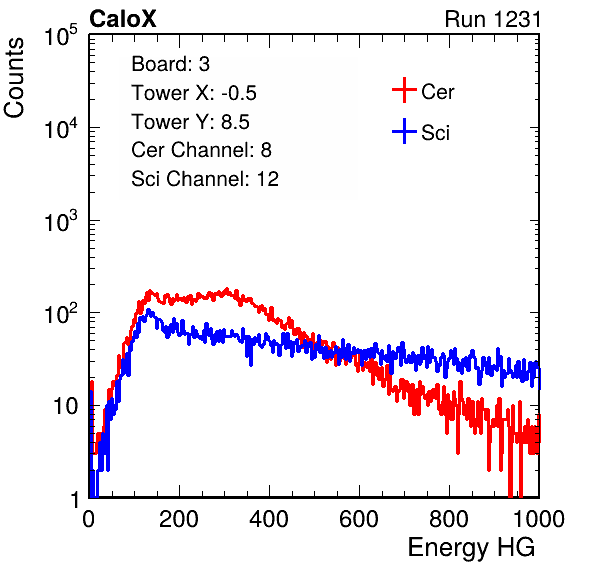 CaloX Run 1231
Counts
10^5
10^4
10^3
10^2
10
1
Board: 3
Tower X: -0.5
Tower Y: 8.5
Cer Channel: 8
Sci Channel: 12
Cer
Sci
0 200 400 600 800 1000
Energy HG